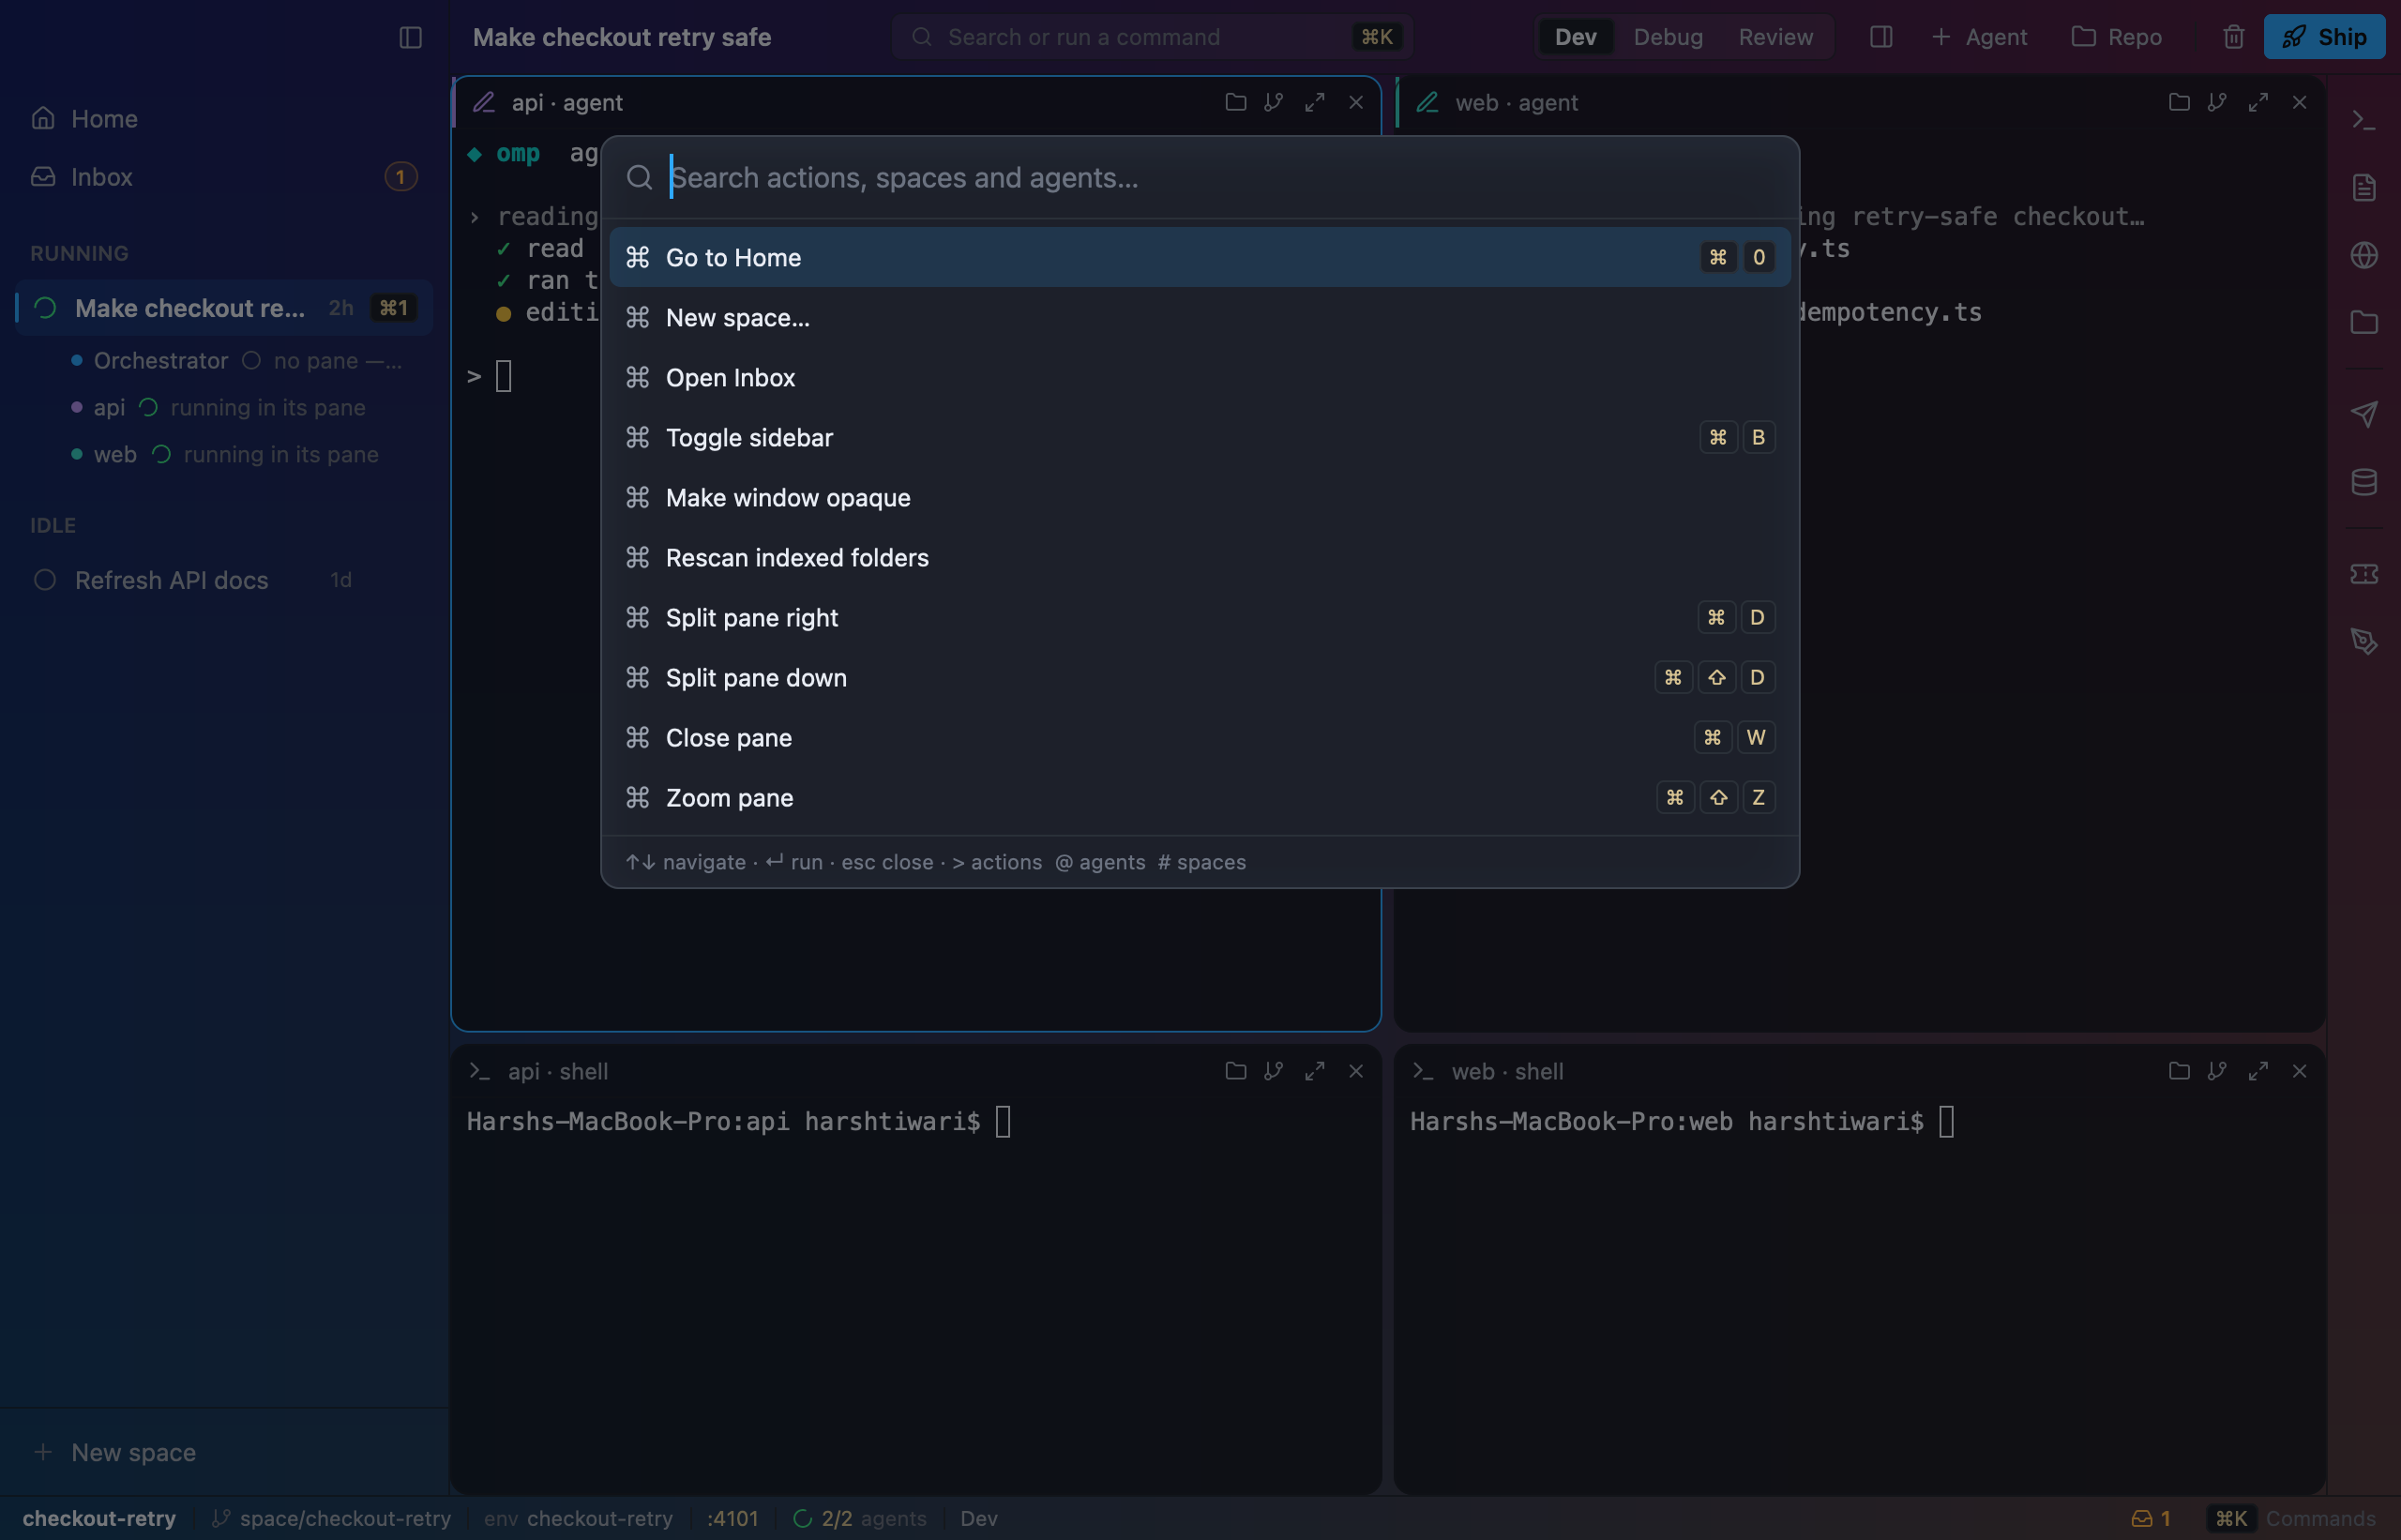 Make checkout retry safe
Search or run a command ⌘K
Dev Debug Review
+ Agent
Repo
Ship
Home
Inbox 1
RUNNING
Make checkout re... 2h ⌘1
Orchestrator no pane —...
api running in its pane
web running in its pane
IDLE
Refresh API docs 1d
+ New space
api · agent
◆ omp ag
› reading
✓ read
✓ ran t
● editi
>
web · agent
ing retry-safe checkout…
y.ts
dempotency.ts
Search actions, spaces and agents...
⌘ Go to Home ⌘ 0
⌘ New space...
⌘ Open Inbox
⌘ Toggle sidebar ⌘ B
⌘ Make window opaque
⌘ Rescan indexed folders
⌘ Split pane right ⌘ D
⌘ Split pane down ⌘ ⇧ D
⌘ Close pane ⌘ W
⌘ Zoom pane ⌘ ⇧ Z
↑↓ navigate · ↵ run · esc close · > actions @ agents # spaces
api · shell
Harshs-MacBook-Pro:api harshtiwari$
web · shell
Harshs-MacBook-Pro:web harshtiwari$
checkout-retry space/checkout-retry env checkout-retry :4101 2/2 agents Dev
1 ⌘K Commands